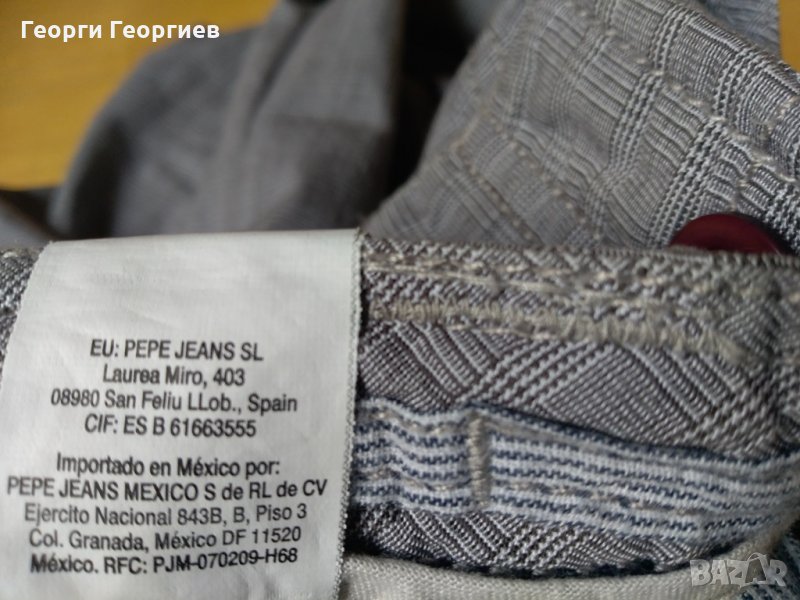 Георги Георгиев
EU: PEPE JEANS SL
Laurea Miro, 403
08980 San Feliu LLob., Spain
CIF: ES B 61663555
Importado en México por:
PEPE JEANS MEXICO S de RL de CV
Ejercito Nacional 843B, B, Piso 3
Col. Granada, México DF 11520
México. RFC: PJM-070209-H68
BAZAR